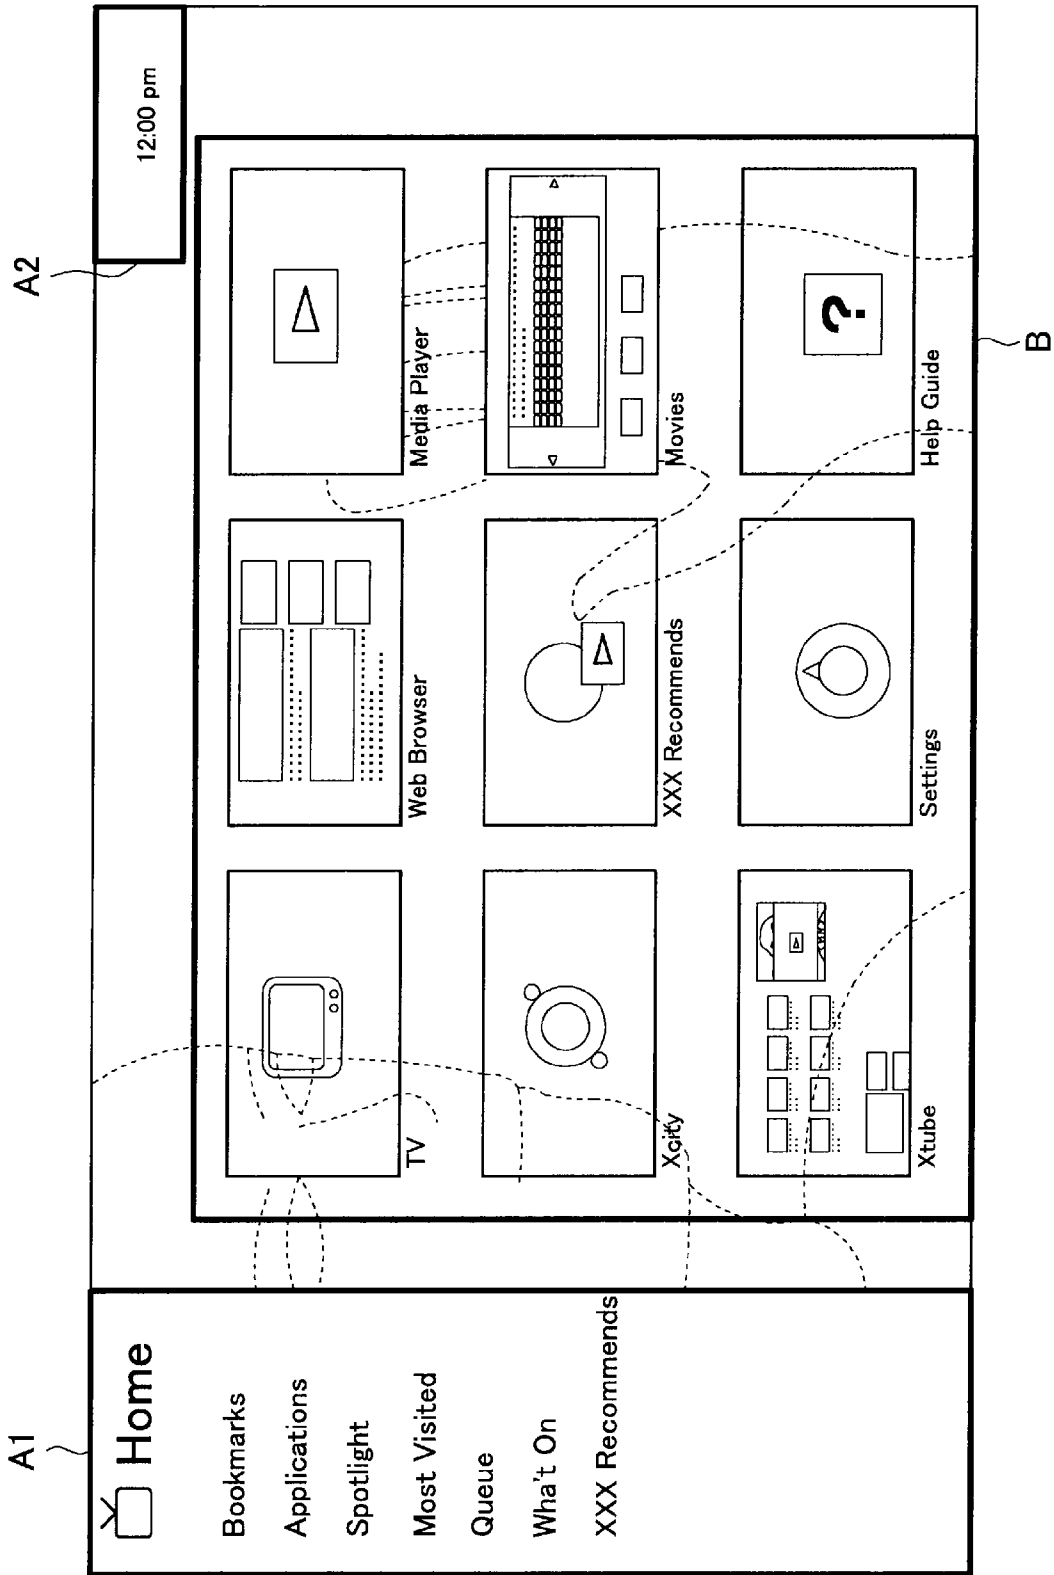 A1
A2
Home
12:00 pm
Bookmarks
Applications
Spotlight
Most Visited
Queue
Wha't On
XXX Recommends
TV
Web Browser
Media Player
Xcity
XXX Recommends
Movies
Xtube
Settings
?
Help Guide
B